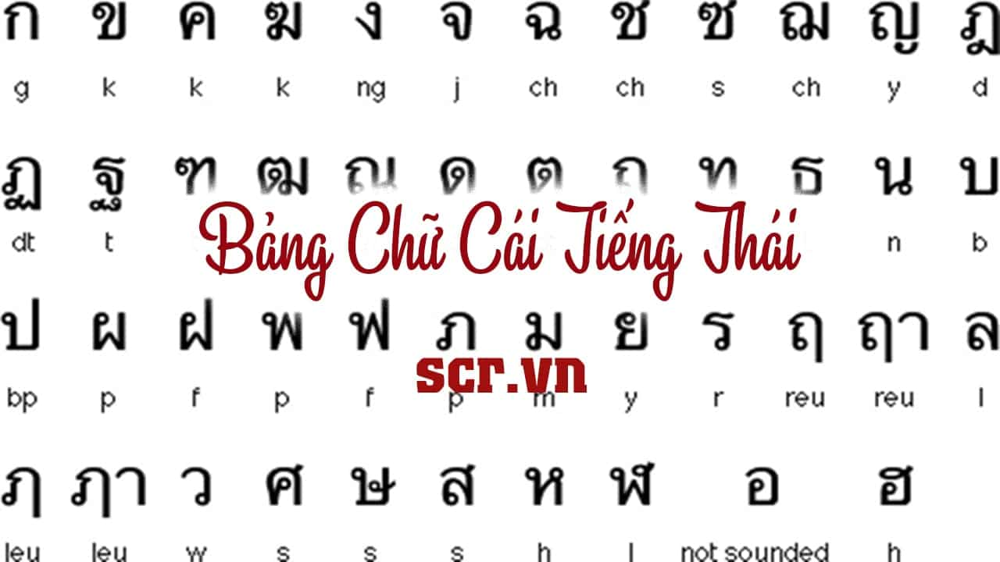 ก ข ค ฆ ง จ ฉ ช ซ ฌ ญ ฎ
g k k k ng j ch ch s ch y d
ฏ ฐ ฑ ฒ ณ ด ต ถ ท ธ น บ
dt t n b
Bảng Chữ Cái Tiếng Thái
ป ผ ฝ พ ฟ ภ ม ย ร ฤ ฤา ล
scr.vn
bp p f p f p m y r reu reu l
ฦ ฦา ว ศ ษ ส ห ฬ อ ฮ
leu leu w s s s h l not sounded h